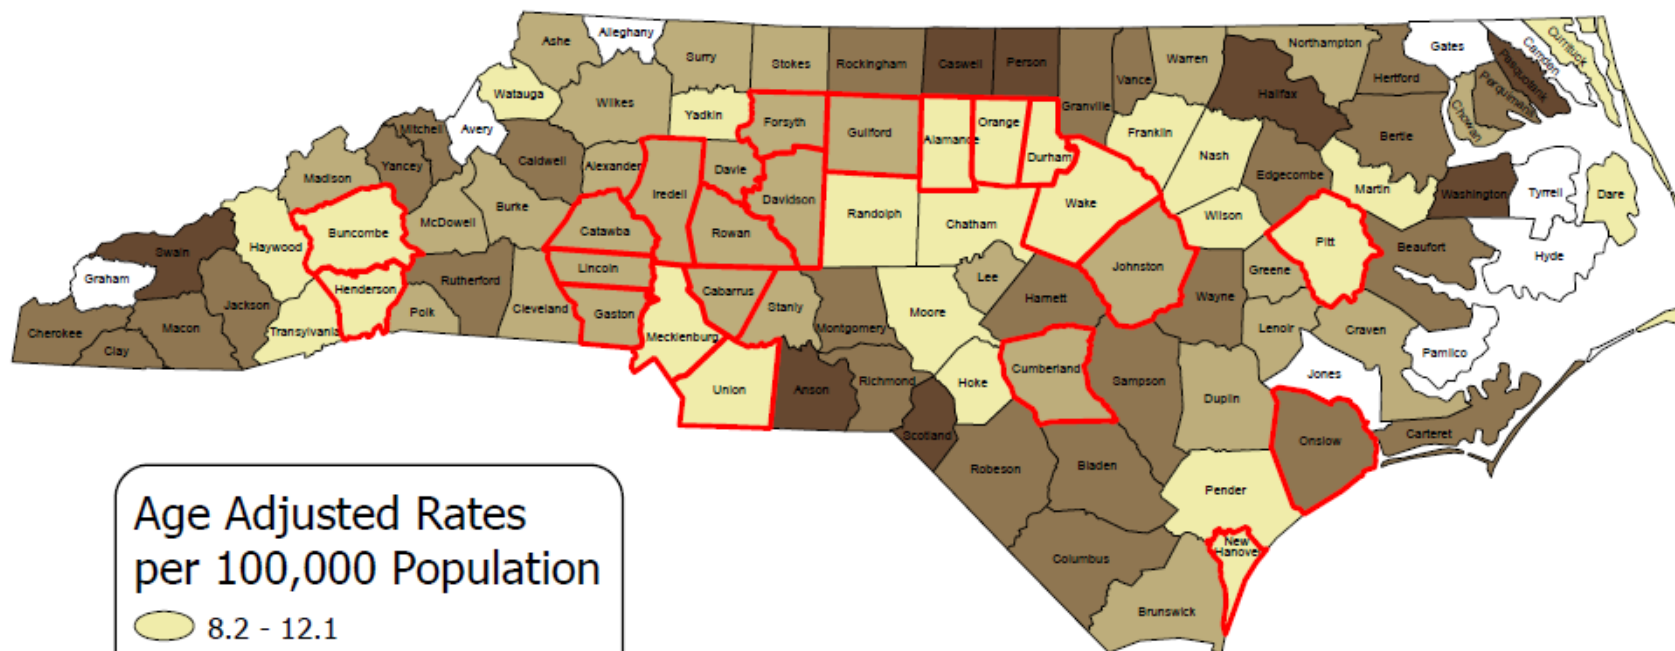 Alleghany
Ashe
Surry
Stokes
Rockingham
Caswell
Person
Granville
Vance
Warren
Northampton
Hertford
Gates
Camden
Currituck
Pasquotank
Perquimans
Chowan
Watauga
Wilkes
Yadkin
Forsyth
Guilford
Alamance
Orange
Durham
Franklin
Halifax
Bertie
Mitchell
Avery
Yancey
Caldwell
Alexander
Iredell
Davie
Davidson
Randolph
Chatham
Wake
Nash
Edgecombe
Martin
Washington
Tyrrell
Dare
Madison
McDowell
Burke
Catawba
Rowan
Wilson
Pitt
Beaufort
Hyde
Swain
Haywood
Buncombe
Graham
Henderson
Rutherford
Lincoln
Cabarrus
Lee
Johnston
Greene
Wayne
Cherokee
Clay
Macon
Jackson
Transylvania
Polk
Cleveland
Gaston
Mecklenburg
Stanly
Montgomery
Moore
Harnett
Lenoir
Craven
Pamlico
Union
Anson
Richmond
Hoke
Cumberland
Sampson
Duplin
Jones
Scotland
Robeson
Bladen
Onslow
Carteret
Pender
New
Hanove
Columbus
Brunswick
Age Adjusted Rates
per 100,000 Population
8.2 - 12.1